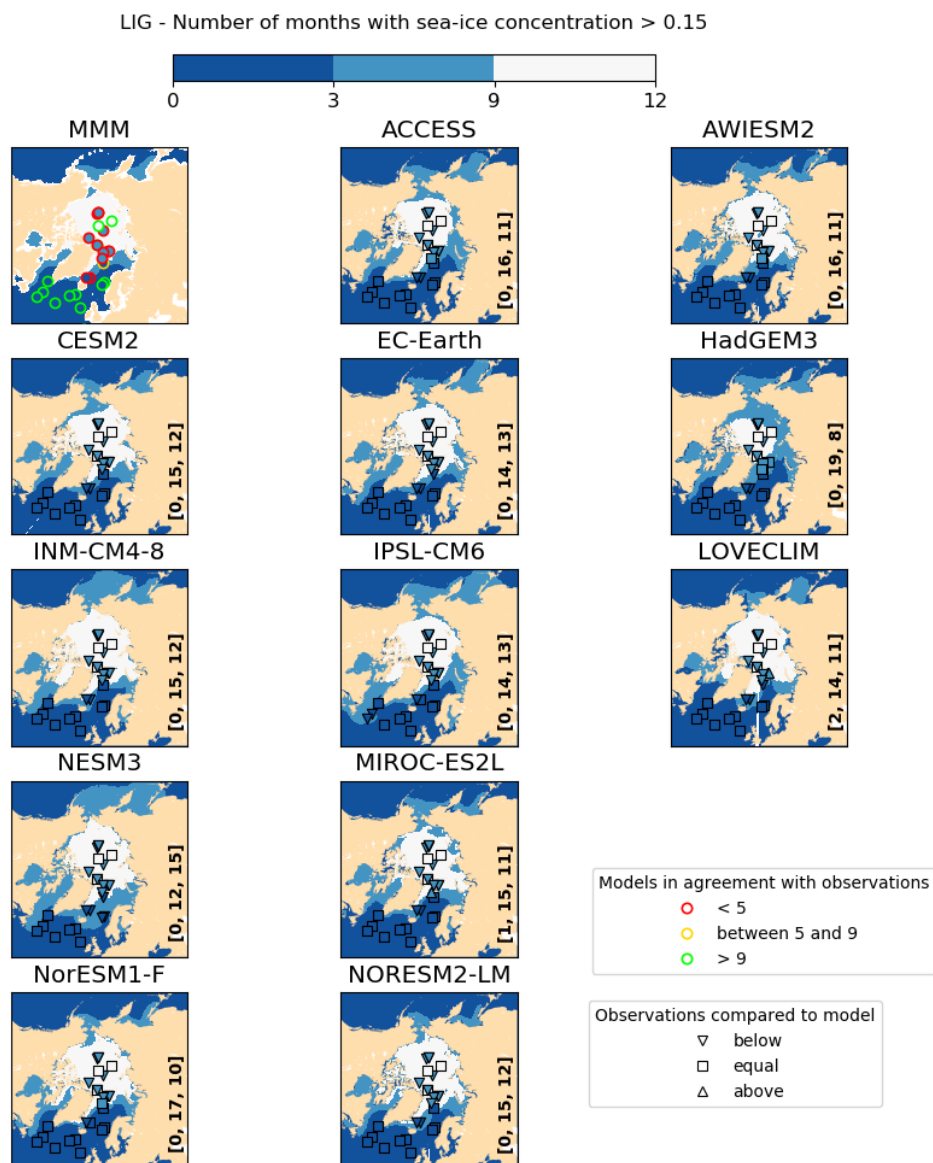 LIG - Number of months with sea-ice concentration > 0.15
0 3 9 12
MMM ACCESS AWIESM2
[0, 16, 11] [0, 16, 11]
CESM2 EC-Earth HadGEM3
[0, 15, 12] [0, 14, 13] [0, 19, 8]
INM-CM4-8 IPSL-CM6 LOVECLIM
[0, 15, 12] [0, 14, 13] [2, 14, 11]
NESM3 MIROC-ES2L
[0, 12, 15] [1, 15, 11]
Models in agreement with observations
< 5
between 5 and 9
> 9
NorESM1-F NORESM2-LM
[0, 17, 10] [0, 15, 12]
Observations compared to model
below
equal
above